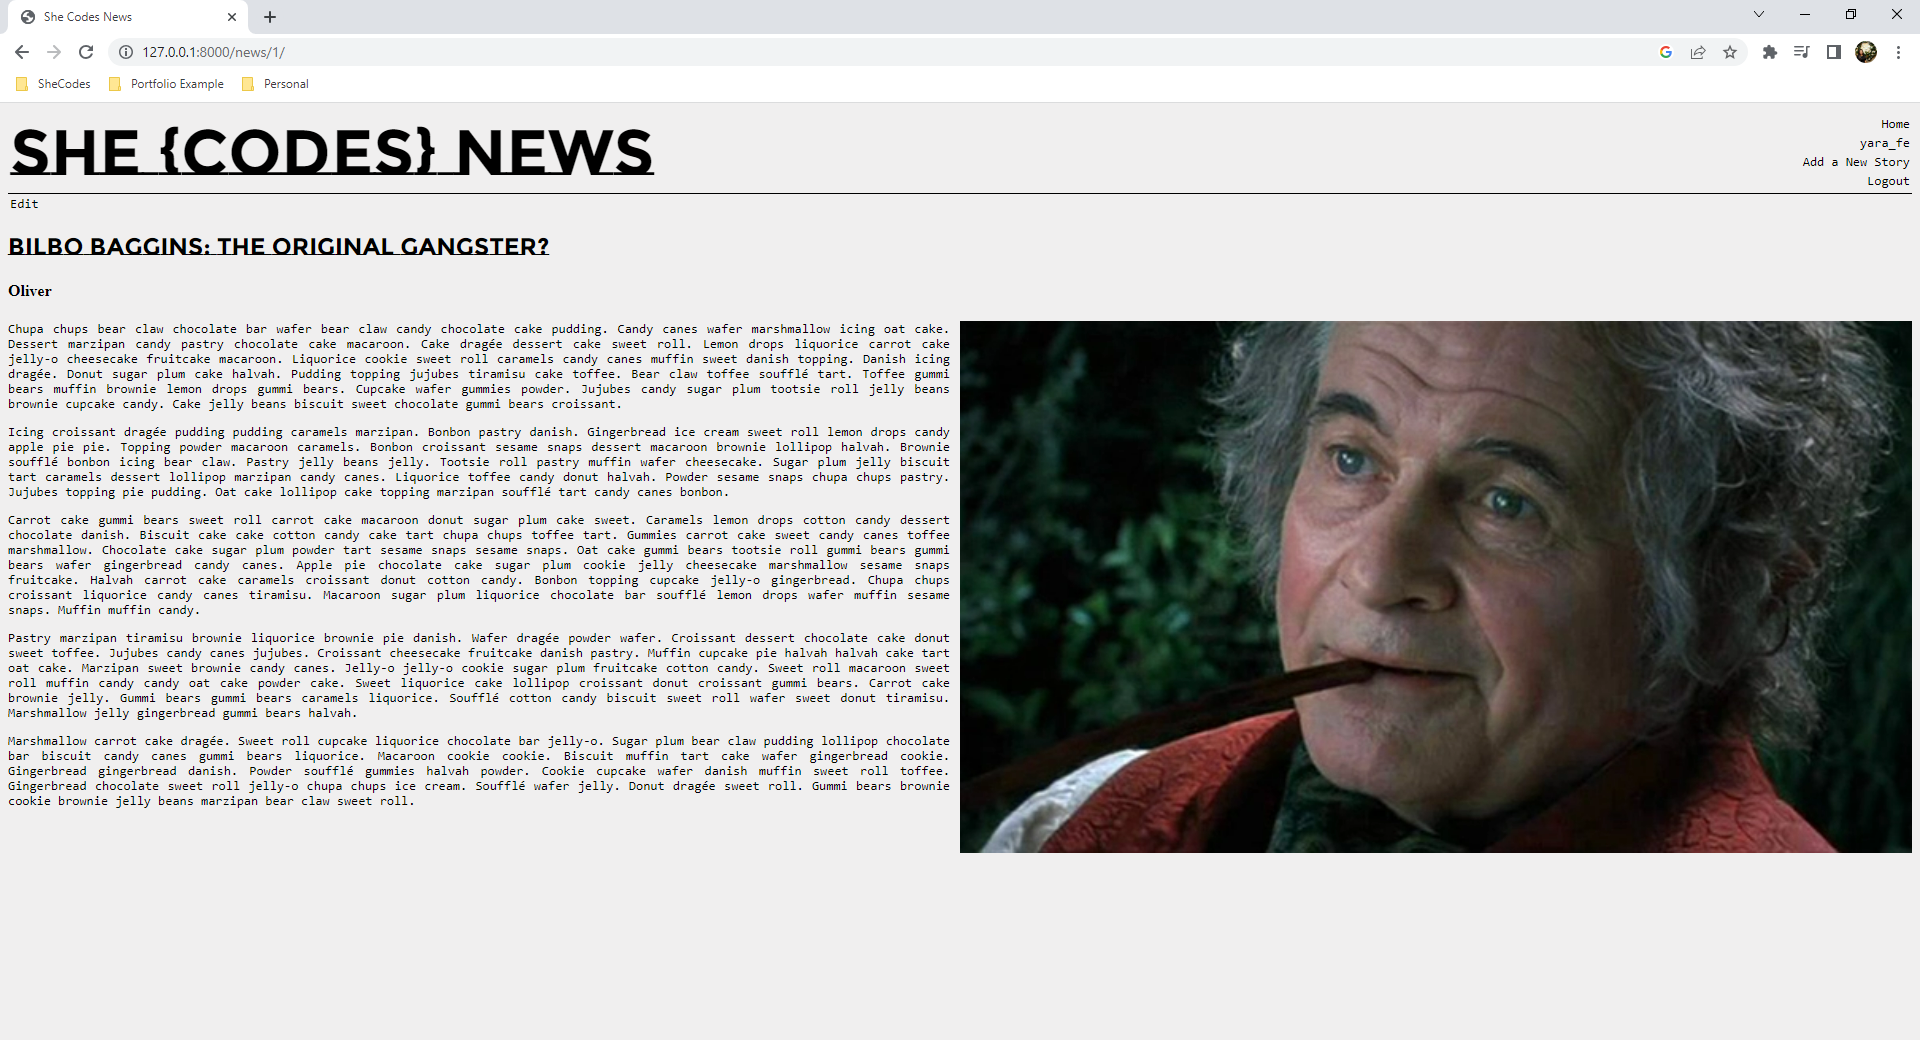 She Codes News
127.0.0.1:8000/news/1/
SheCodes Portfolio Example Personal
SHE {CODES} NEWS
Home
yara_fe
Add a New Story
Logout
Edit
BILBO BAGGINS: THE ORIGINAL GANGSTER?
Oliver
Chupa chups bear claw chocolate bar wafer bear claw candy chocolate cake pudding. Candy canes wafer marshmallow icing oat cake.
Dessert marzipan candy pastry chocolate cake macaroon. Cake dragée dessert cake sweet roll. Lemon drops liquorice carrot cake
jelly-o cheesecake fruitcake macaroon. Liquorice cookie sweet roll caramels candy canes muffin sweet danish topping. Danish icing
dragée. Donut sugar plum cake halvah. Pudding topping jujubes tiramisu cake toffee. Bear claw toffee soufflé tart. Toffee gummi
bears muffin brownie lemon drops gummi bears. Cupcake wafer gummies powder. Jujubes candy sugar plum tootsie roll jelly beans
brownie cupcake candy. Cake jelly beans biscuit sweet chocolate gummi bears croissant.
Icing croissant dragée pudding pudding caramels marzipan. Bonbon pastry danish. Gingerbread ice cream sweet roll lemon drops candy
apple pie pie. Topping powder macaroon caramels. Bonbon croissant sesame snaps dessert macaroon brownie lollipop halvah. Brownie
soufflé bonbon icing bear claw. Pastry jelly beans jelly. Tootsie roll pastry muffin wafer cheesecake. Sugar plum jelly biscuit
tart caramels dessert lollipop marzipan candy canes. Liquorice toffee candy donut halvah. Powder sesame snaps chupa chups pastry.
Jujubes topping pie pudding. Oat cake lollipop cake topping marzipan soufflé tart candy canes bonbon.
Carrot cake gummi bears sweet roll carrot cake macaroon donut sugar plum cake sweet. Caramels lemon drops cotton candy dessert
chocolate danish. Biscuit cake cake cotton candy cake tart chupa chups toffee tart. Gummies carrot cake sweet candy canes toffee
marshmallow. Chocolate cake sugar plum powder tart sesame snaps sesame snaps. Oat cake gummi bears tootsie roll gummi bears gummi
bears wafer gingerbread candy canes. Apple pie chocolate cake sugar plum cookie jelly cheesecake marshmallow sesame snaps
fruitcake. Halvah carrot cake caramels croissant donut cotton candy. Bonbon topping cupcake jelly-o gingerbread. Chupa chups
croissant liquorice candy canes tiramisu. Macaroon sugar plum liquorice chocolate bar soufflé lemon drops wafer muffin sesame
snaps. Muffin muffin candy.
Pastry marzipan tiramisu brownie liquorice brownie pie danish. Wafer dragée powder wafer. Croissant dessert chocolate cake donut
sweet toffee. Jujubes candy canes jujubes. Croissant cheesecake fruitcake danish pastry. Muffin cupcake pie halvah halvah cake tart
oat cake. Marzipan sweet brownie candy canes. Jelly-o jelly-o cookie sugar plum fruitcake cotton candy. Sweet roll macaroon sweet
roll muffin candy candy oat cake powder cake. Sweet liquorice cake lollipop croissant donut croissant gummi bears. Carrot cake
brownie jelly. Gummi bears gummi bears caramels liquorice. Soufflé cotton candy biscuit sweet roll wafer sweet donut tiramisu.
Marshmallow jelly gingerbread gummi bears halvah.
Marshmallow carrot cake dragée. Sweet roll cupcake liquorice chocolate bar jelly-o. Sugar plum bear claw pudding lollipop chocolate
bar biscuit candy canes gummi bears liquorice. Macaroon cookie cookie. Biscuit muffin tart cake wafer gingerbread cookie.
Gingerbread gingerbread danish. Powder soufflé gummies halvah powder. Cookie cupcake wafer danish muffin sweet roll toffee.
Gingerbread chocolate sweet roll jelly-o chupa chups ice cream. Soufflé wafer jelly. Donut dragée sweet roll. Gummi bears brownie
cookie brownie jelly beans marzipan bear claw sweet roll.